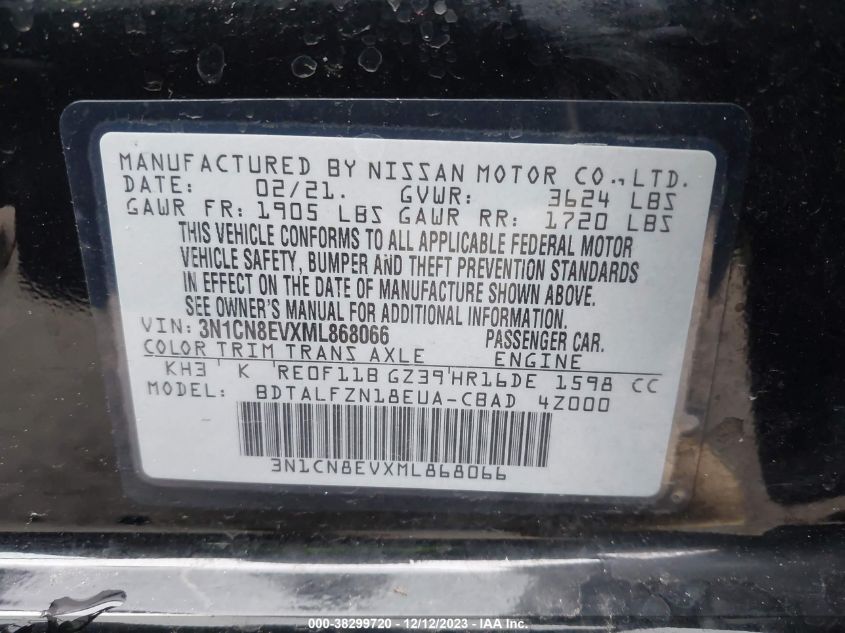 MANUFACTURED BY NISSAN MOTOR CO., LTD.
DATE: 02/21. GVWR: 3624 LBS
GAWR FR: 1905 LBS GAWR RR: 1720 LBS
THIS VEHICLE CONFORMS TO ALL APPLICABLE FEDERAL MOTOR
VEHICLE SAFETY, BUMPER AND THEFT PREVENTION STANDARDS
IN EFFECT ON THE DATE OF MANUFACTURE SHOWN ABOVE.
SEE OWNER'S MANUAL FOR ADDITIONAL INFORMATION.
VIN: 3N1CN8EVXML868066 PASSENGER CAR.
COLOR TRIM TRANS AXLE ENGINE
KH3 K RE0F11B GZ39 HR16DE 1598 CC
MODEL: BDTALFZN18EUA-CBAD 4Z000
3N1CN8EVXML868066
000-38299720 - 12/12/2023 - IAA Inc.